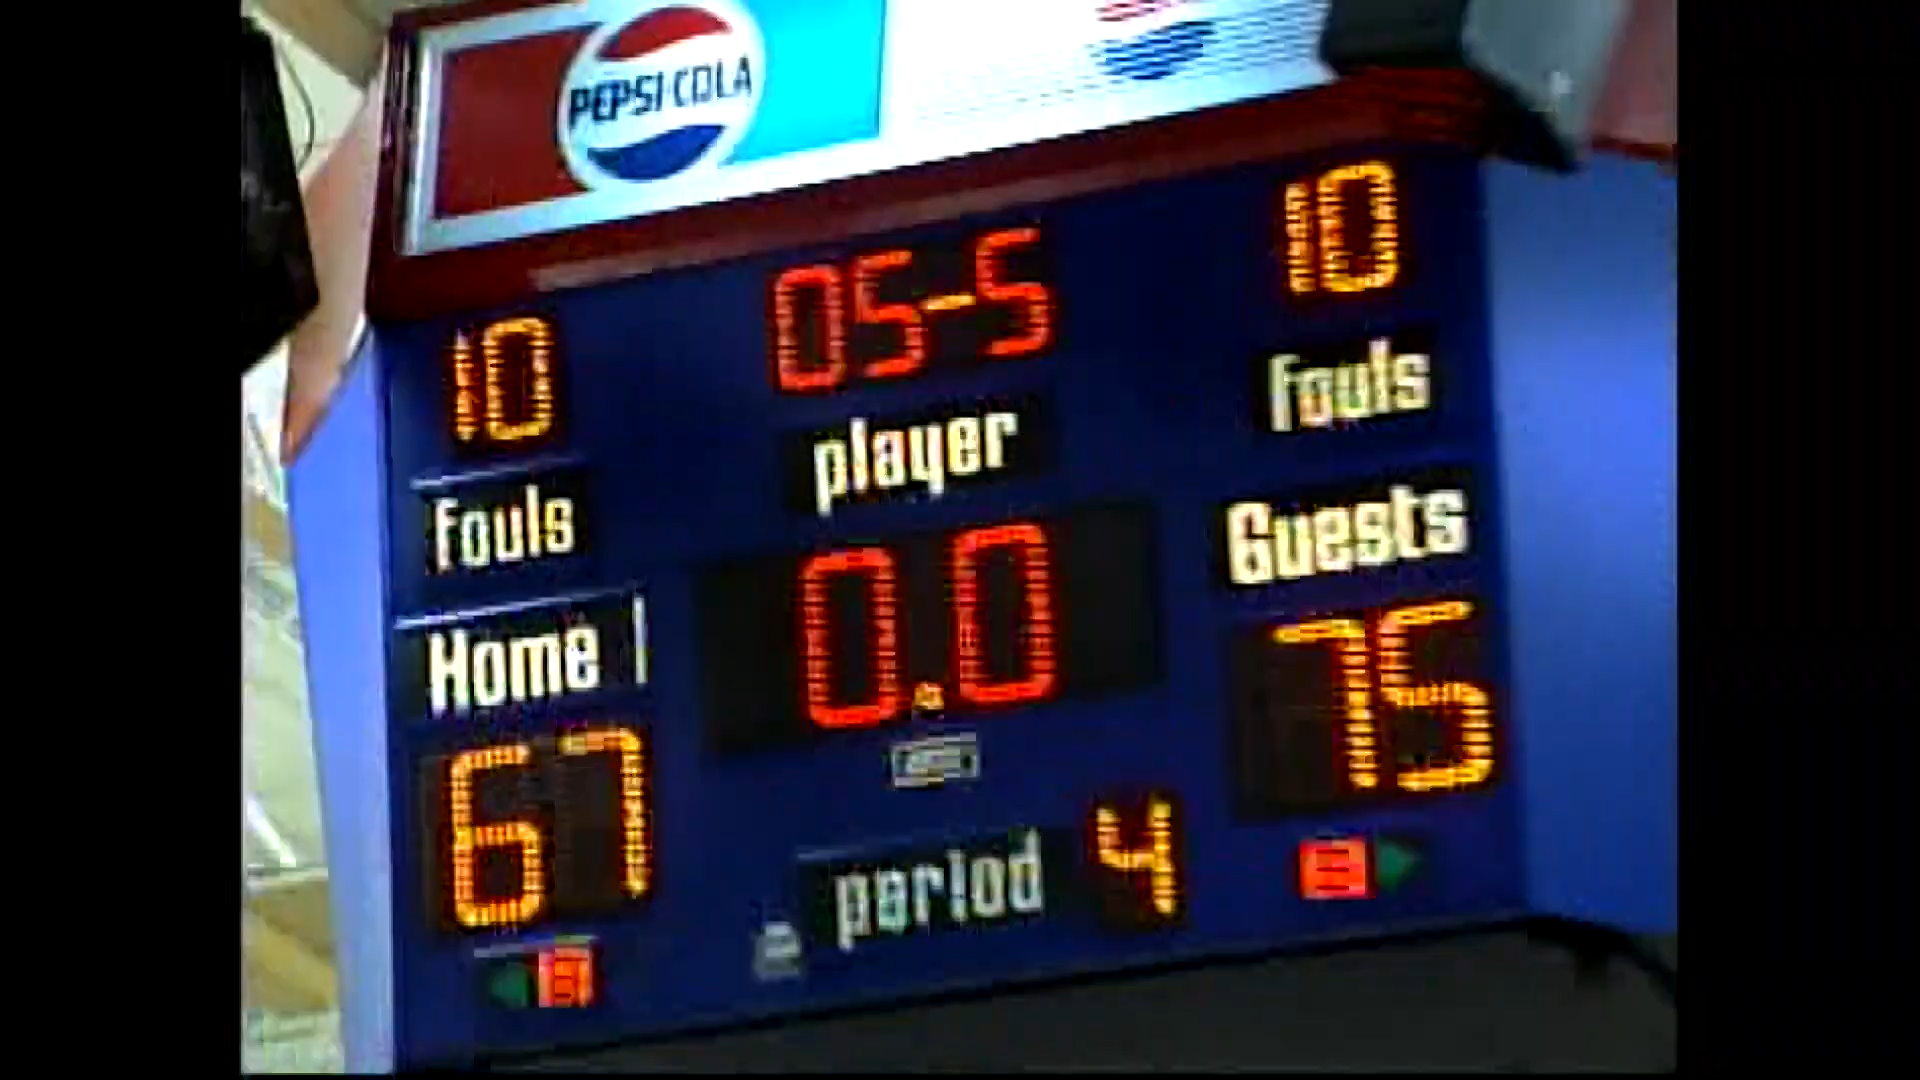 PEPSI·COLA
10 05-5 10
player
Fouls Fouls
Guests
Home 0.0
67 75
period 4